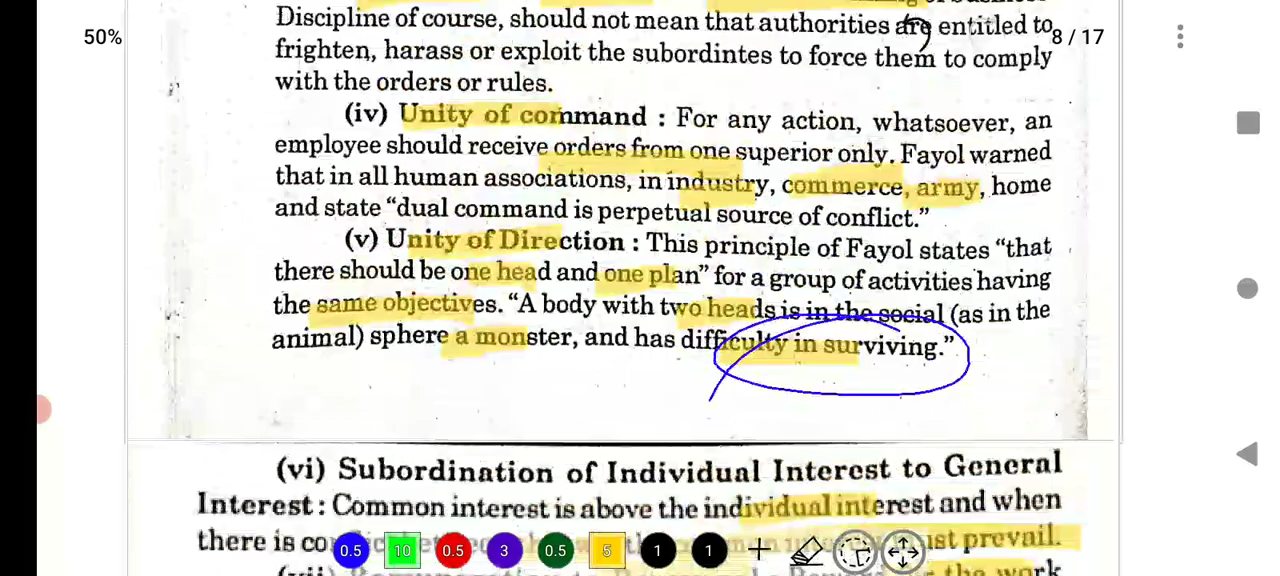 Discipline of course, should not mean that authorities are entitled to
50%
8 / 17
frighten, harass or exploit the subordintes to force them to comply
with the orders or rules.
(iv) Unity of command : For any action, whatsoever, an
employee should receive orders from one superior only. Fayol warned
that in all human associations, in industry, commerce, army, home
and state “dual command is perpetual source of conflict.”
(v) Unity of Direction : This principle of Fayol states “that
there should be one head and one plan” for a group of activities having
the same objectives. “A body with two heads is in the social (as in the
animal) sphere a monster, and has difficulty in surviving.”
(vi) Subordination of Individual Interest to General
Interest : Common interest is above the individual interest and when
there is
prevail.
0.5 10 0.5 3 0.5 5 1 1
the work